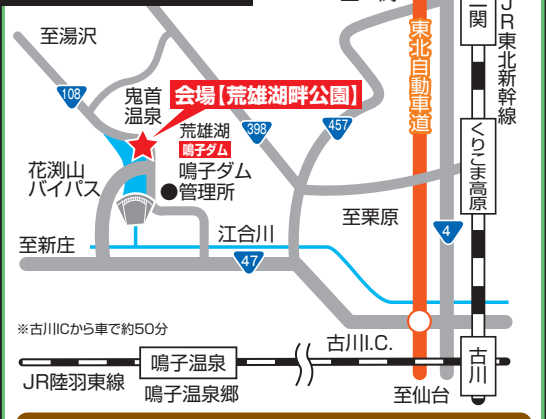 一関
JR東北新幹線
至湯沢
東北自動車道
108
鬼首
温泉
会場【荒雄湖畔公園】
荒雄湖
鳴子ダム
398
457
くりこま高原
花渕山
バイパス
鳴子ダム
管理所
至栗原
4
至新庄
江合川
47
※古川ICから車で約50分
古川I.C.
鳴子温泉
古川
JR陸羽東線
鳴子温泉郷
至仙台